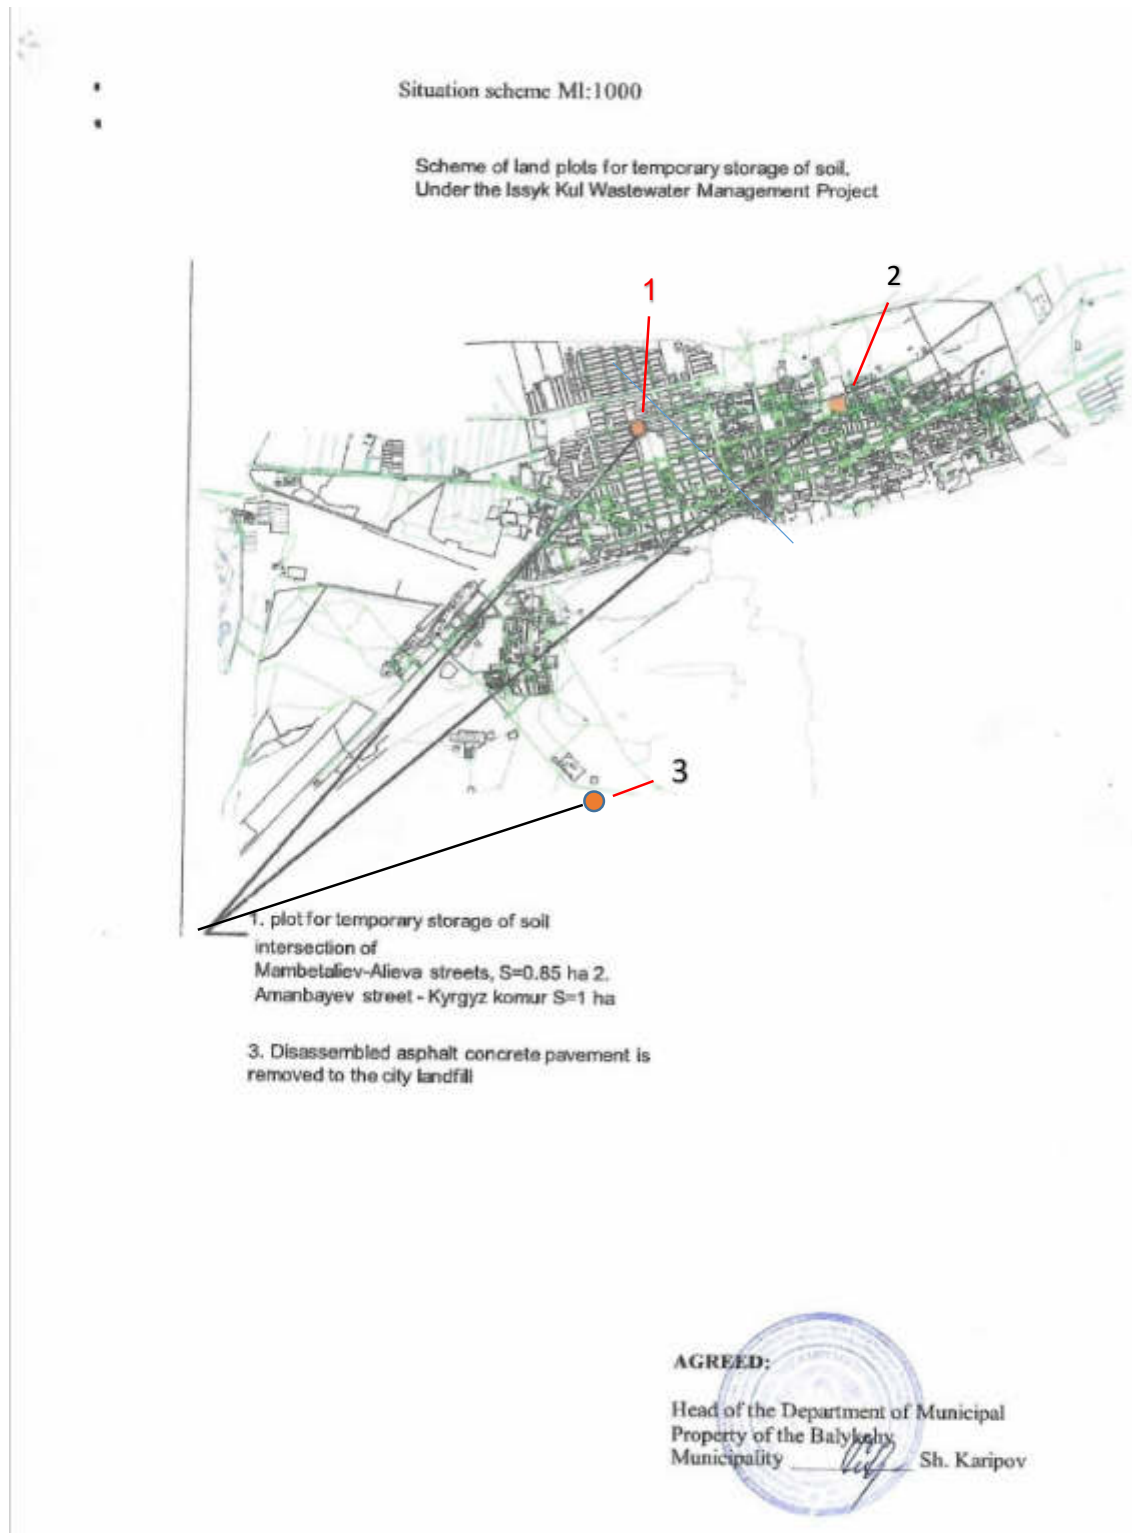 Situation scheme MI:1000
Scheme of land plots for temporary storage of soil.
Under the Issyk Kul Wastewater Management Project
1
2
3
1. plot for temporary storage of soil
intersection of
Mambetaliev-Alieva streets, S=0.85 ha 2.
Amanbayev street - Kyrgyz komur S=1 ha
3. Disassembled asphalt concrete pavement is
removed to the city landfill
AGREED:
Head of the Department of Municipal
Property of the Balykchy
Municipality Sh. Karipov